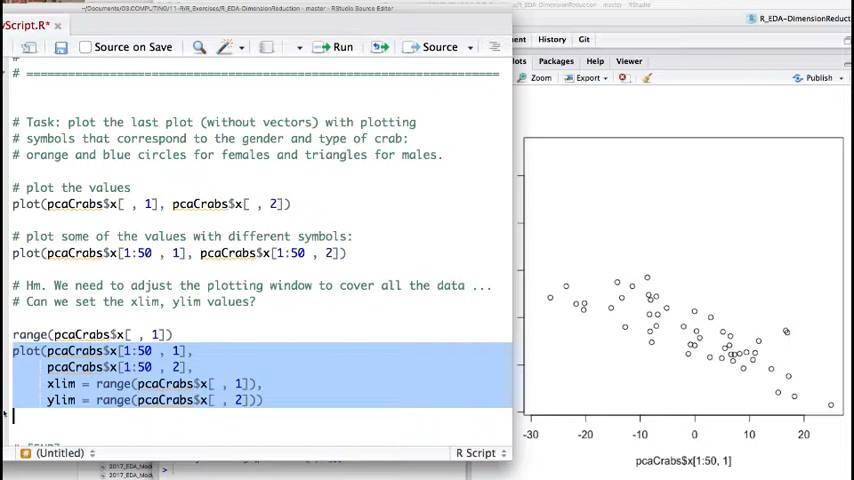 ~/Documents/03.COMPUTING/11-R/R_Exercises/R_EDA-DimensionReduction - master - RStudio Source Editor
vScript.R* ×
Source on Save
Run
Source
#
# =======================================================
# Task: plot the last plot (without vectors) with plotting
# symbols that correspond to the gender and type of crab:
# orange and blue circles for females and triangles for males.
# plot the values
plot(pcaCrabs$x[ , 1], pcaCrabs$x[ , 2])
# plot some of the values with different symbols:
plot(pcaCrabs$x[1:50 , 1], pcaCrabs$x[1:50 , 2])
# Hm. We need to adjust the plotting window to cover all the data ...
# Can we set the xlim, ylim values?
range(pcaCrabs$x[ , 1])
plot(pcaCrabs$x[1:50 , 1],
pcaCrabs$x[1:50 , 2],
xlim = range(pcaCrabs$x[ , 1]),
ylim = range(pcaCrabs$x[ , 2]))
(Untitled)
R Script
2017_EDA_Mod
2017_EDA_Mod
>
R_EDA-DimensionReduct
ment History Git
lots Packages Help Viewer
Zoom Export Publish
-30 -20 -10 0 10 20
pcaCrabs$x[1:50, 1]